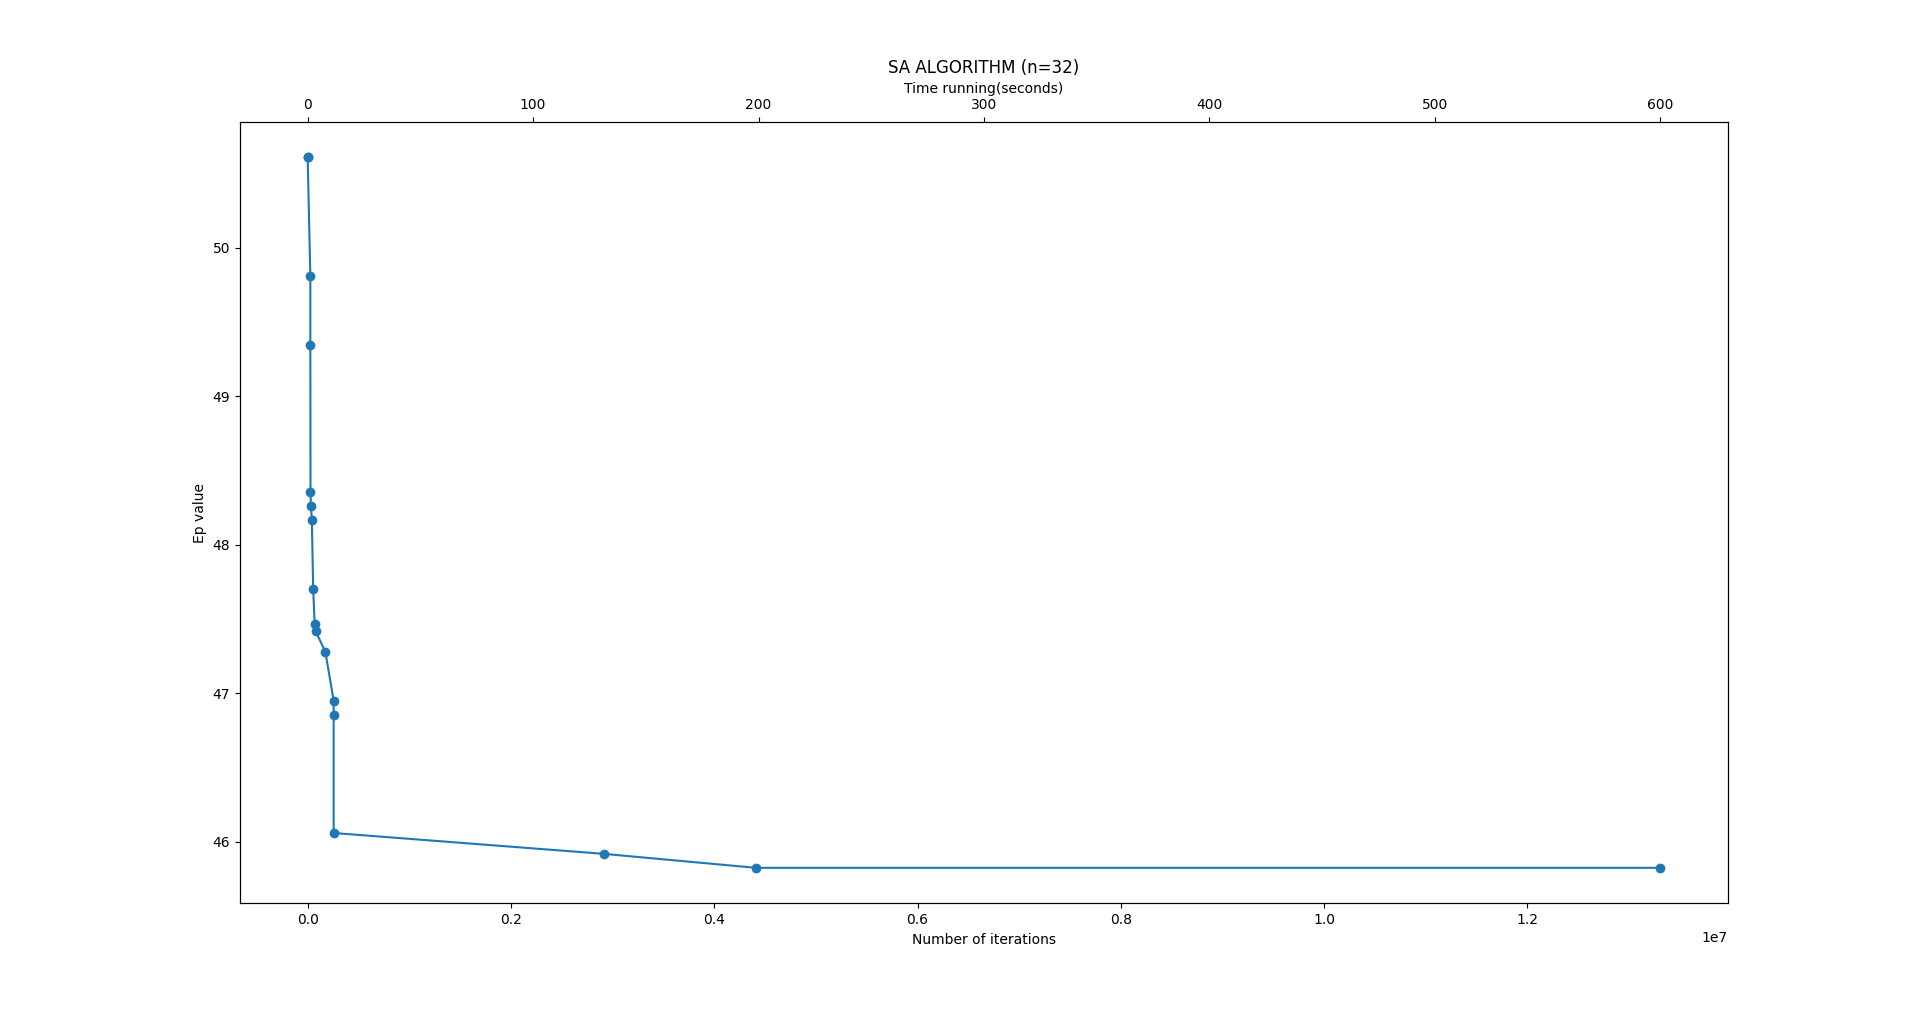 SA ALGORITHM (n=32)
Time running(seconds)
0 100 200 300 400 500 600
50
49
48
47
46
Ep value
0.0 0.2 0.4 0.6 0.8 1.0 1.2
Number of iterations
1e7